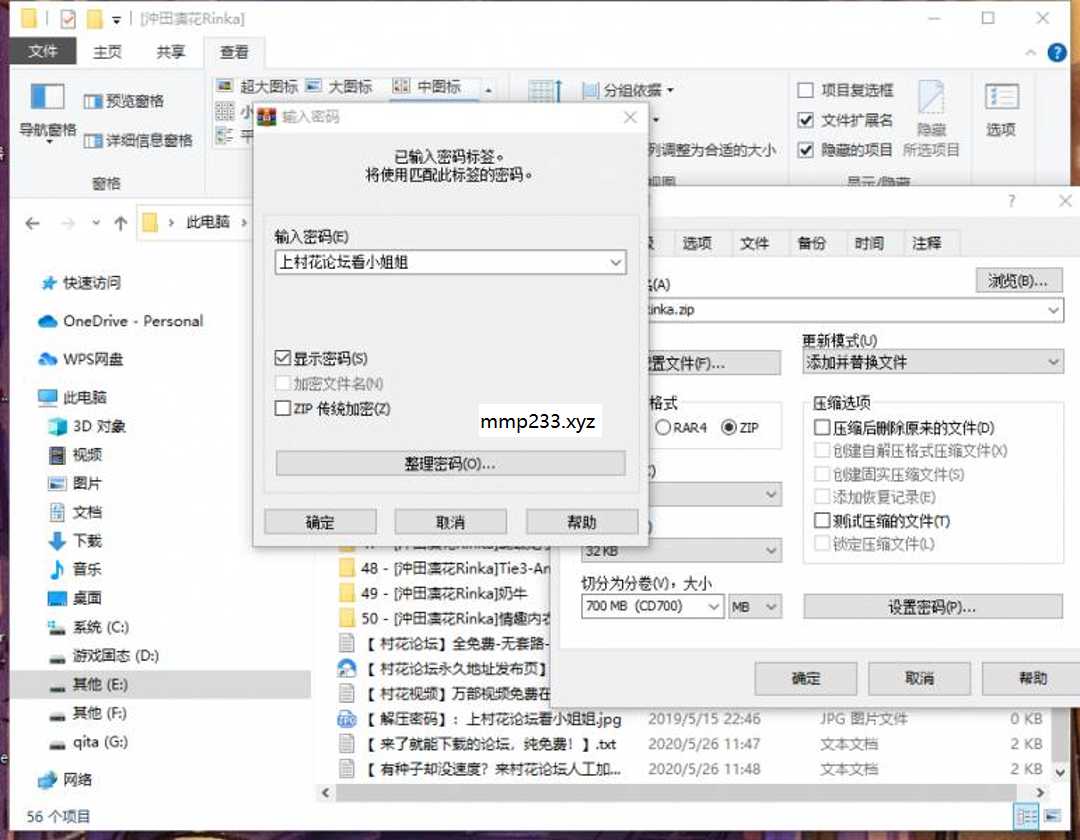 [沖田凜花Rinka]
文件 主页 共享 查看
预览窗格
详细信息窗格
导航窗格
窗格
超大图标 大图标 中图标
分组依据
列调整为合适的大小
项目复选框
文件扩展名
隐藏的项目
隐藏
所选项目
选项
显示/隐藏
此电脑
快速访问
OneDrive - Personal
WPS网盘
此电脑
3D 对象
视频
图片
文档
下载
音乐
桌面
系统 (C:)
游戏固态 (D:)
其他 (E:)
其他 (F:)
qita (G:)
网络
56 个项目
输入密码
已输入密码标签。
将使用匹配此标签的密码。
输入密码(E)
上村花论坛看小姐姐
显示密码(S)
加密文件名(N)
ZIP 传统加密(Z)
mmp233.xyz
整理密码(O)...
确定 取消 帮助
选项 文件 备份 时间 注释
(A)
浏览(B)...
inka.zip
更新模式(U)
置文件(F)...
添加并替换文件
格式
RAR4 ZIP
压缩选项
压缩后删除原来的文件(D)
创建自解压格式压缩文件(X)
创建固实压缩文件(S)
添加恢复记录(E)
测试压缩的文件(T)
锁定压缩文件(L)
32 KB
切分为分卷(V)，大小
700 MB (CD700) MB
设置密码(P)...
确定 取消 帮助
48 - [沖田凜花Rinka]Tie3-An
49 - [沖田凜花Rinka]奶牛
50 - [沖田凜花Rinka]情趣内衣
【 村花论坛】全免费-无套路-
【 村花论坛永久地址发布页】
【 村花视频】万部视频免费在
【 解压密码】：上村花论坛看小姐姐.jpg 2019/5/15 22:46 JPG 图片文件 0 KB
【 来了就能下载的论坛，纯免费！】.txt 2020/5/26 11:47 文本文档 2 KB
【 有种子却没速度？来村花论坛人工加... 2020/5/26 11:48 文本文档 2 KB